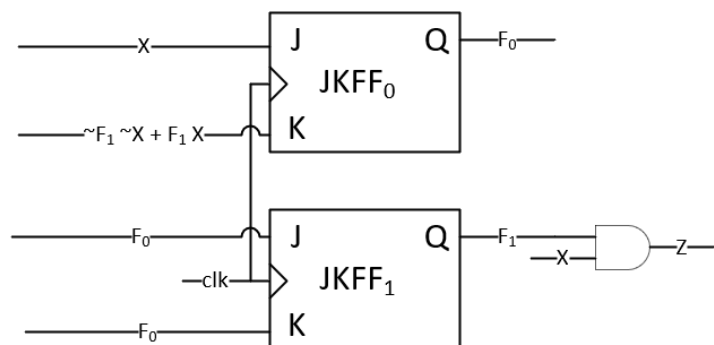 X J Q F₀
JKFF₀
~F₁ ~X + F₁ X K
F₀ J Q F₁
X Z
clk JKFF₁
F₀ K